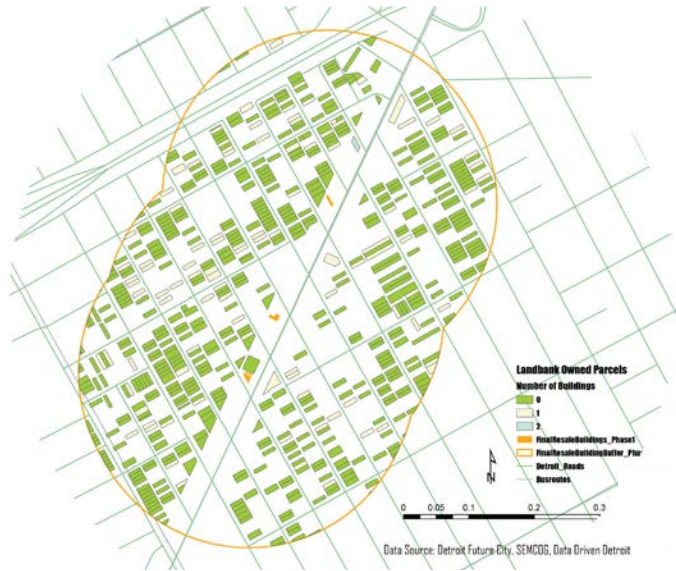 Landbank Owned Parcels
Number of Buildings
0
1
2
FinalResaleBuildings_Phase1
FinalResaleBuildingBuffer_Pha
Detroit_Roads
Busroutes
N
0 0.05 0.1 0.2 0.3
Data Source: Detroit Future City, SEMCOG, Data Driven Detroit